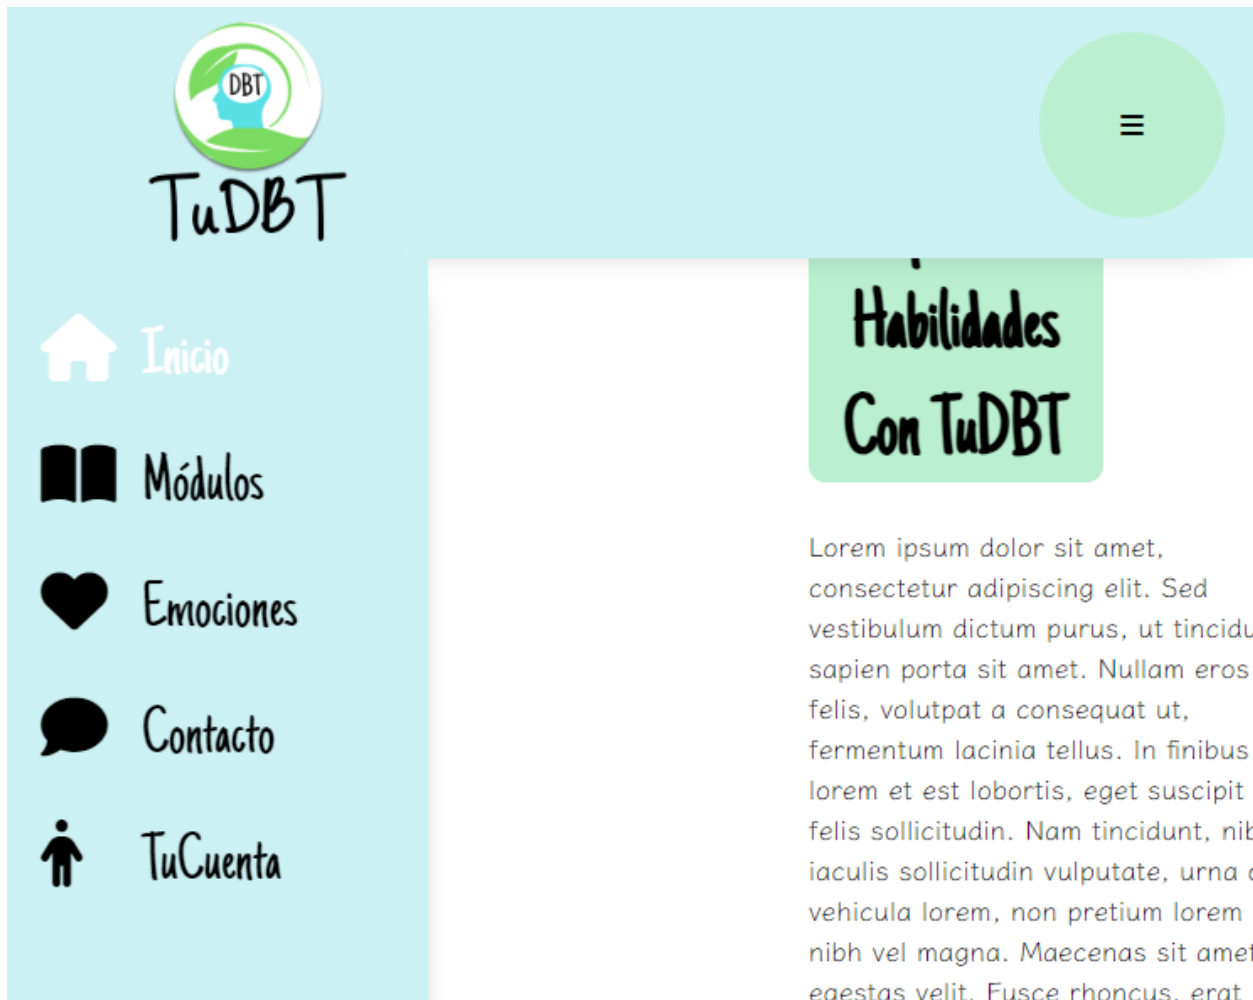 DBT
TuDBT
☰
Inicio
Módulos
Emociones
Contacto
TuCuenta
Habilidades
Con TuDBT
Lorem ipsum dolor sit amet,
consectetur adipiscing elit. Sed
vestibulum dictum purus, ut
sapien porta sit amet. Nullam eros
felis, volutpat a consequat ut,
fermentum lacinia tellus. In finibus
lorem et est lobortis, eget suscipit
felis sollicitudin. Nam tincidunt,
iaculis sollicitudin vulputate, urna
vehicula lorem, non pretium lorem
nibh vel magna. Maecenas sit amet
egestas velit. Fusce rhoncus, erat